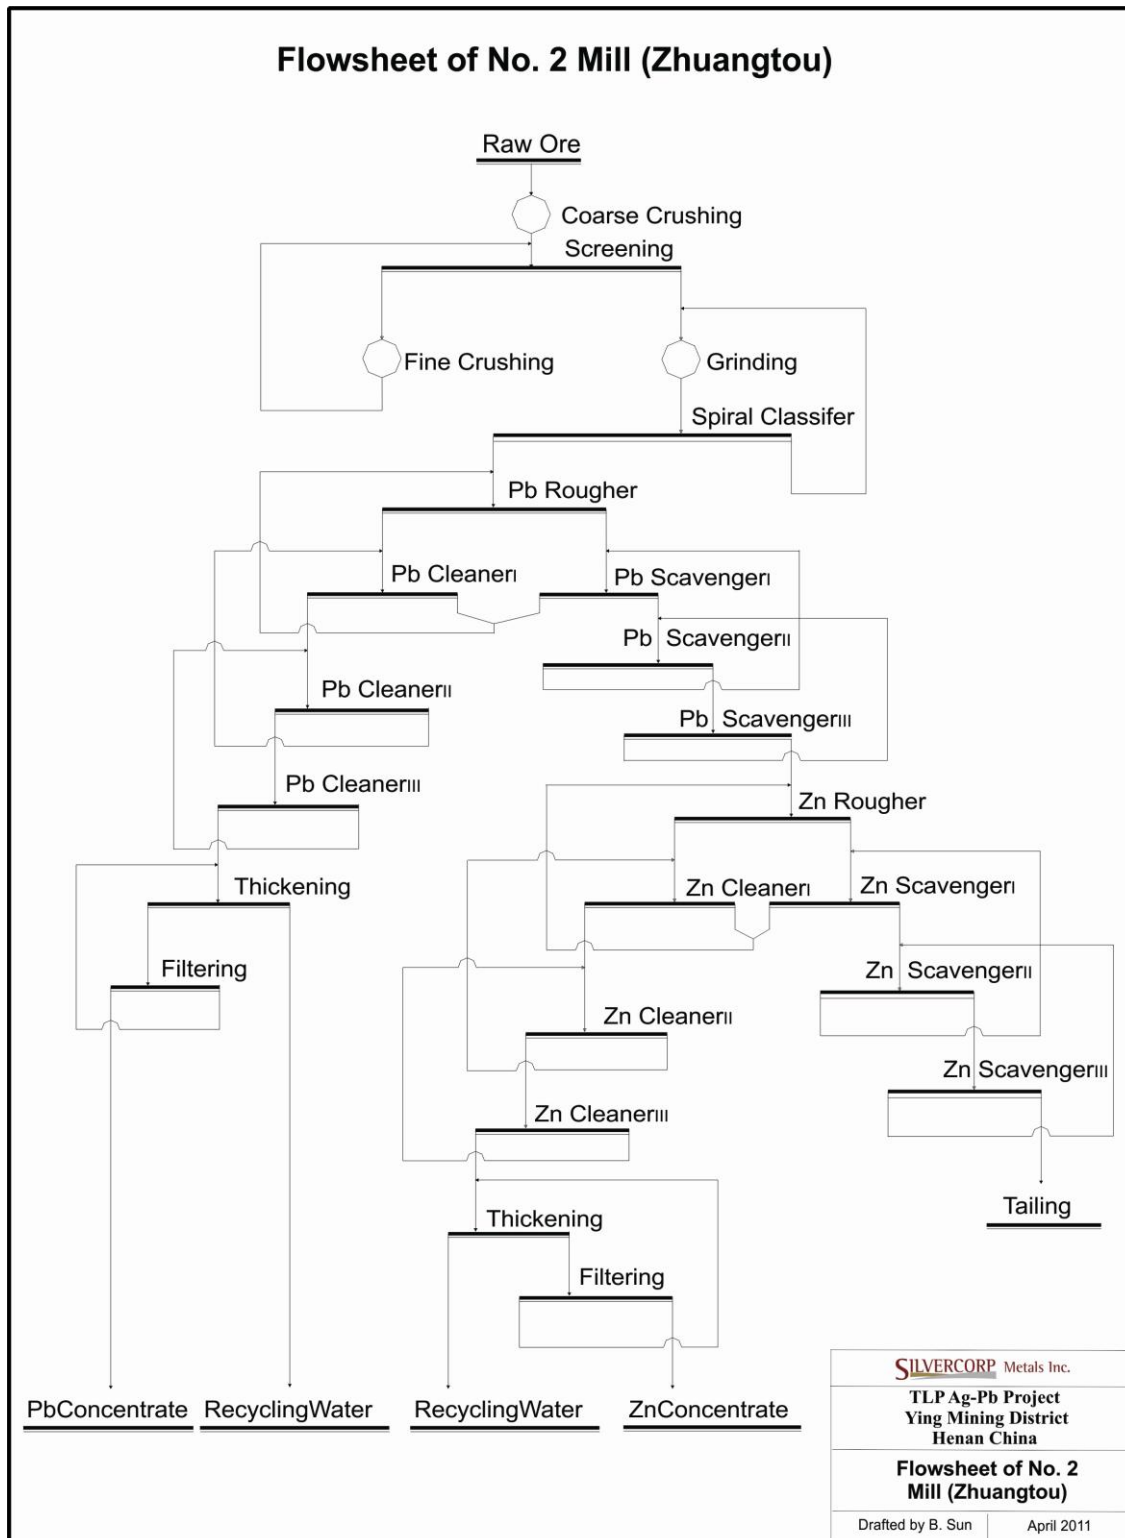 Flowsheet of No. 2 Mill (Zhuangtou)
Raw Ore
Coarse Crushing
Screening
Fine Crushing
Grinding
Spiral Classifer
Pb Rougher
Pb CleanerI
Pb ScavengerI
Pb ScavengerII
Pb CleanerII
Pb ScavengerIII
Pb CleanerIII
Zn Rougher
Thickening
Zn CleanerI
Zn ScavengerI
Filtering
Zn ScavengerII
Zn CleanerII
Zn ScavengerIII
Zn CleanerIII
Tailing
Thickening
Filtering
PbConcentrate
RecyclingWater
RecyclingWater
ZnConcentrate
SILVERCORP Metals Inc.
TLP Ag-Pb Project
Ying Mining District
Henan China
Flowsheet of No. 2
Mill (Zhuangtou)
Drafted by B. Sun
April 2011